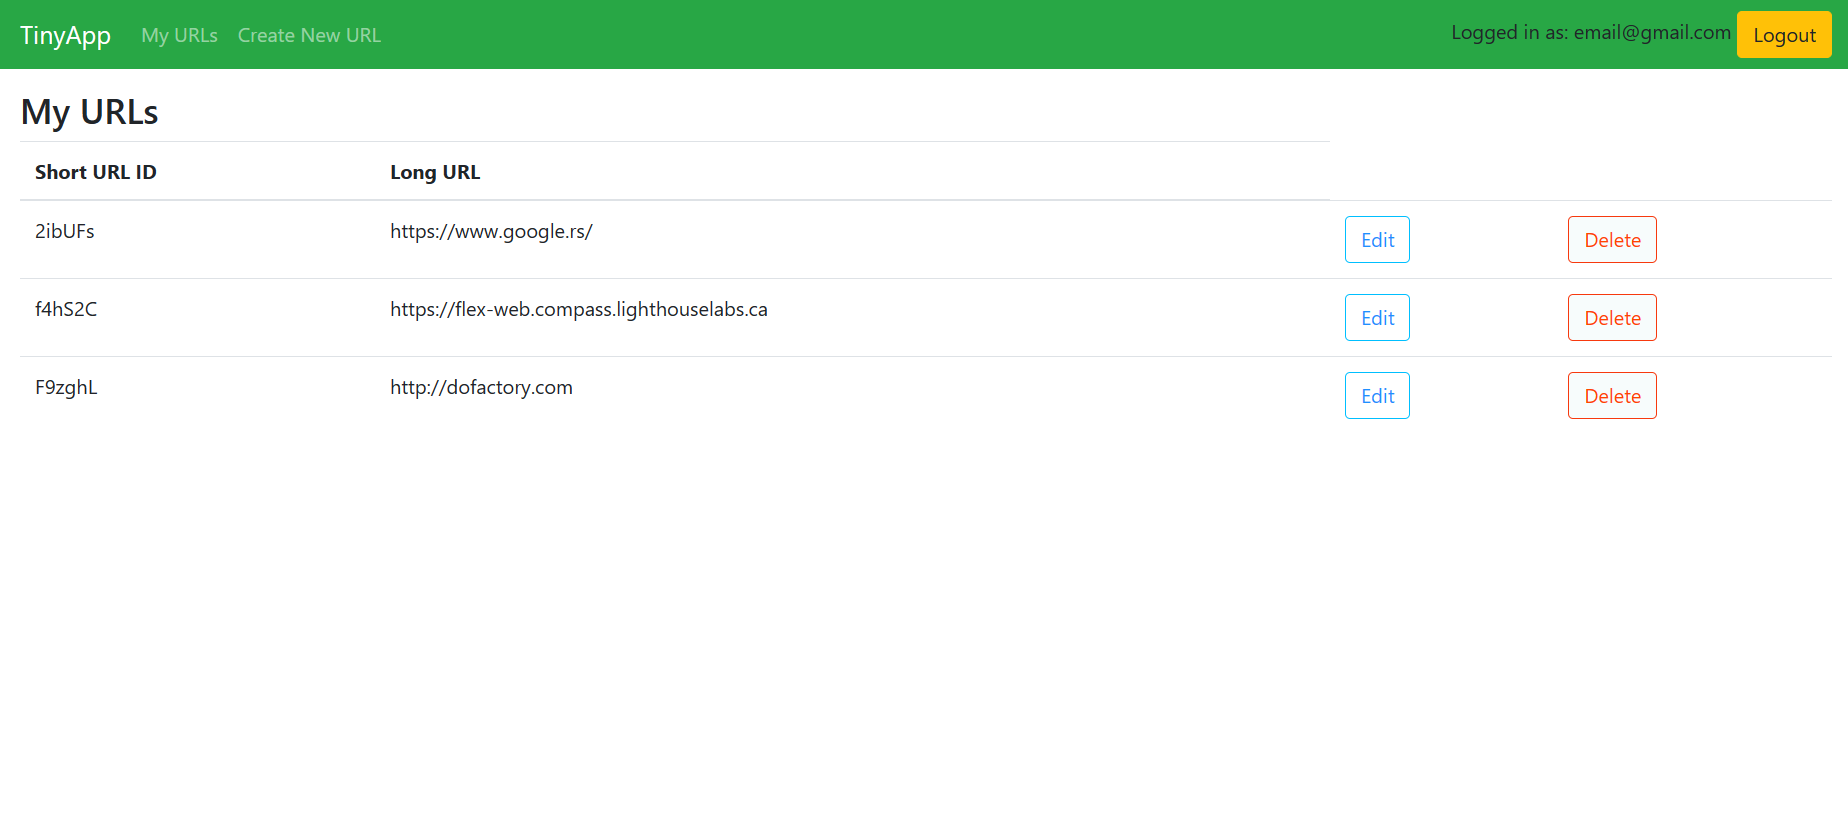 TinyApp My URLs Create New URL Logged in as: email@gmail.com Logout
My URLs
Short URL ID Long URL
2ibUFs https://www.google.rs/ Edit Delete
f4hS2C https://flex-web.compass.lighthouselabs.ca Edit Delete
F9zghL http://dofactory.com Edit Delete